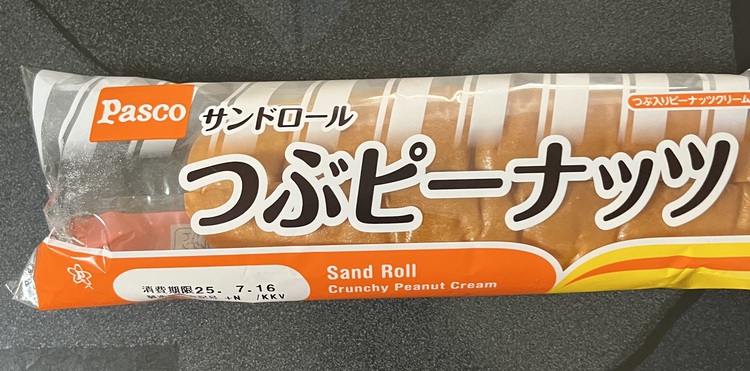 Pasco
サンドロール
つぶ入りピーナッツクリーム
つぶピーナッツ
Sand Roll
Crunchy Peanut Cream
消費期限25. 7.16
+N /KKV